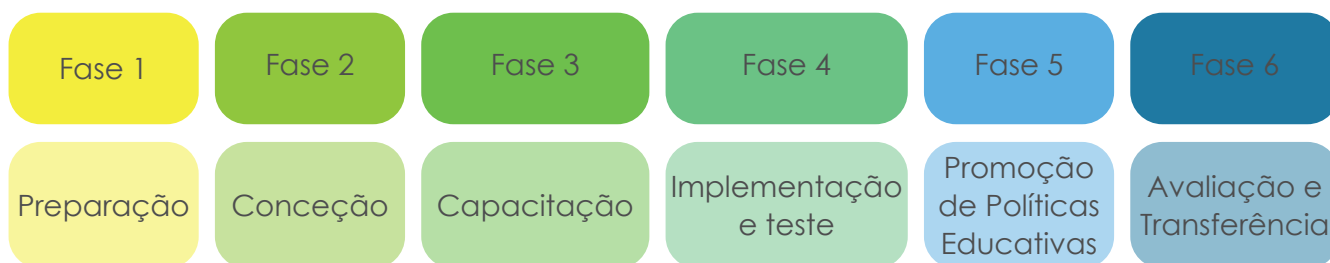 Fase 1
Fase 2
Fase 3
Fase 4
Fase 5
Fase 6
Preparação
Conceção
Capacitação
Implementação
e teste
Promoção
de Políticas
Educativas
Avaliação e
Transferência